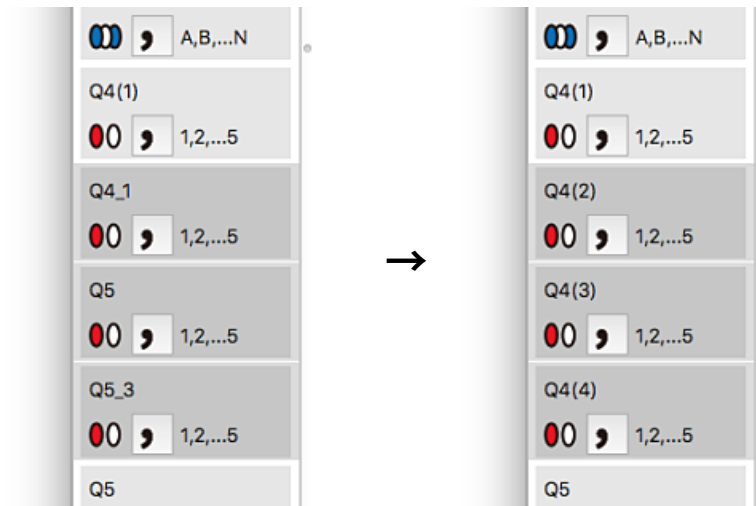 A,B,...N
Q4(1)
1,2,...5
Q4_1
1,2,...5
Q5
1,2,...5
Q5_3
1,2,...5
Q5
→
A,B,...N
Q4(1)
1,2,...5
Q4(2)
1,2,...5
Q4(3)
1,2,...5
Q4(4)
1,2,...5
Q5